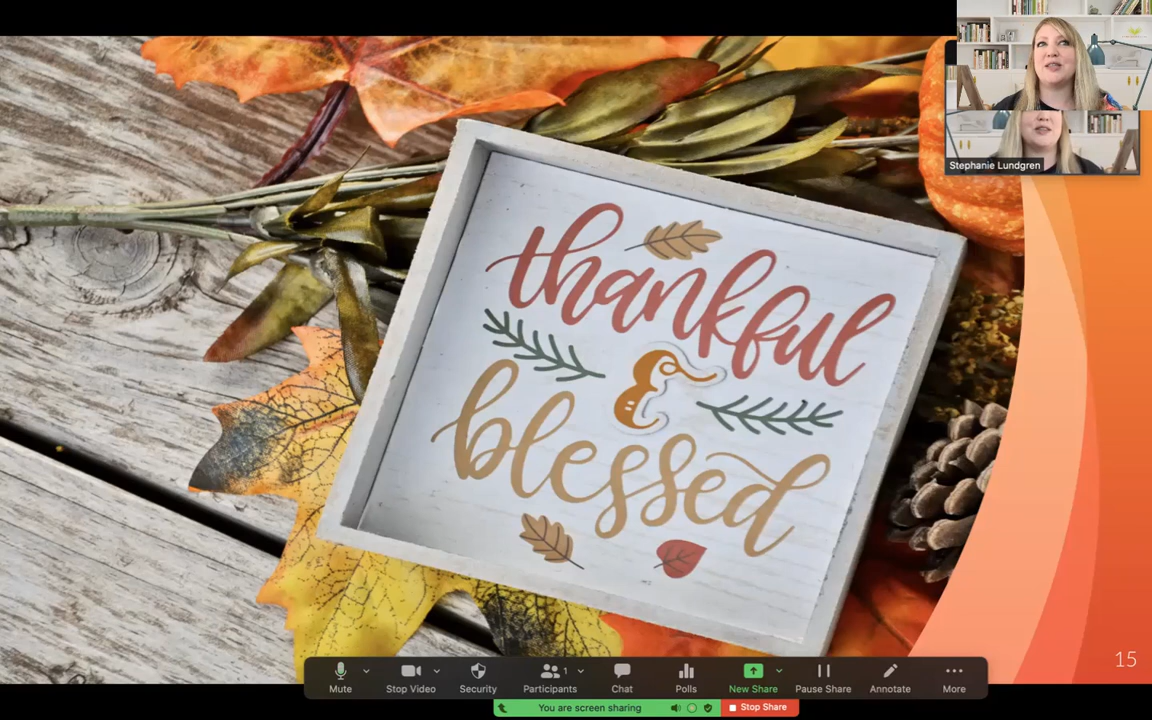 Stephanie Lundgren
thankful
&
blessed
15
Mute
Stop Video
Security
Participants
1
Chat
Polls
New Share
Pause Share
Annotate
More
You are screen sharing
Stop Share